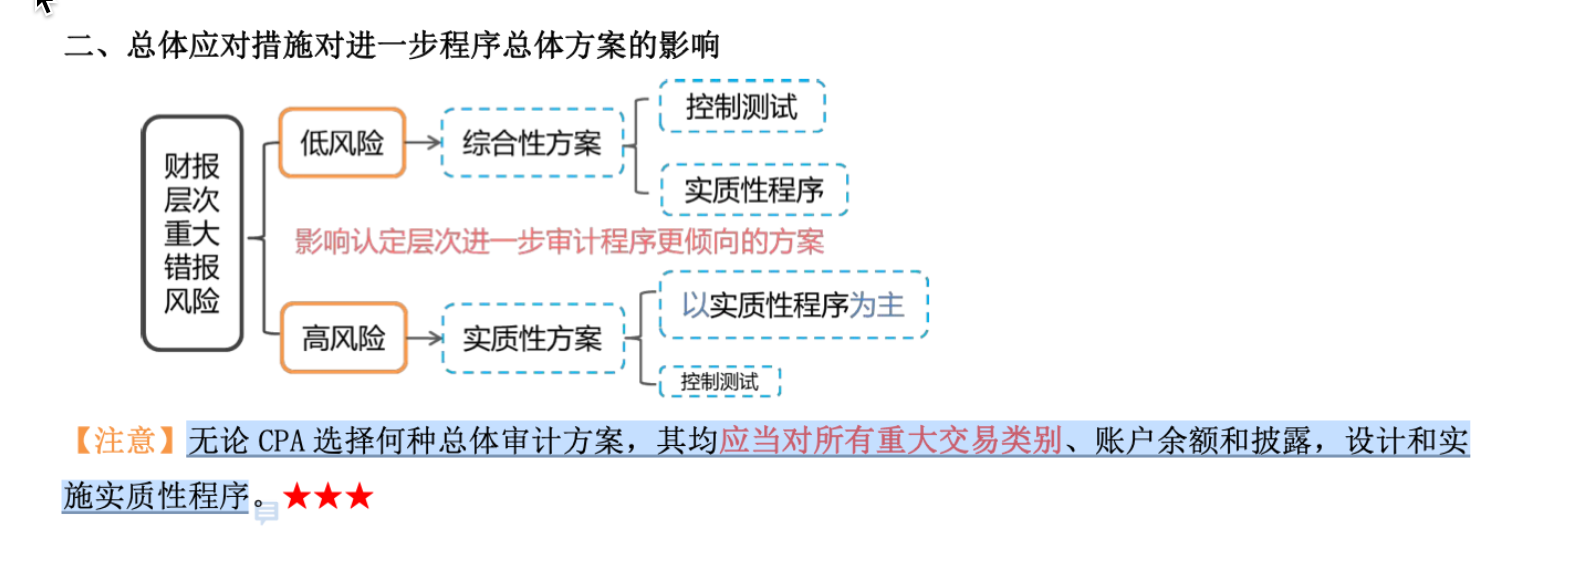 二、总体应对措施对进一步程序总体方案的影响
财报
层次
重大
错报
风险
低风险
综合性方案
控制测试
实质性程序
影响认定层次进一步审计程序更倾向的方案
高风险
实质性方案
以实质性程序为主
控制测试
【注意】无论 CPA 选择何种总体审计方案，其均应当对所有重大交易类别、账户余额和披露，设计和实
施实质性程序。★★★